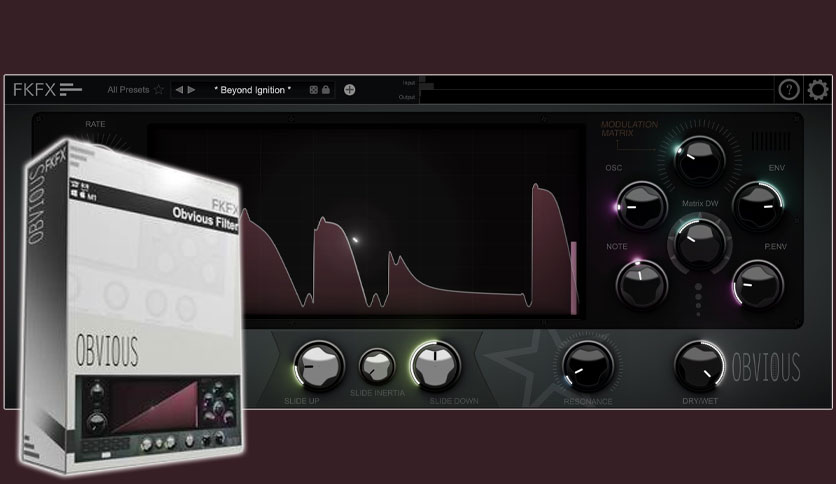 FKFX
All Presets
* Beyond Ignition *
Input
Output
?
RATE
MODULATION
MATRIX
OSC
ENV
Matrix DW
NOTE
P.ENV
SLIDE UP
SLIDE INERTIA
SLIDE DOWN
RESONANCE
DRY/WET
OBVIOUS
FKFX
OBVIOUS
FKFX
Obvious Filter
OBVIOUS